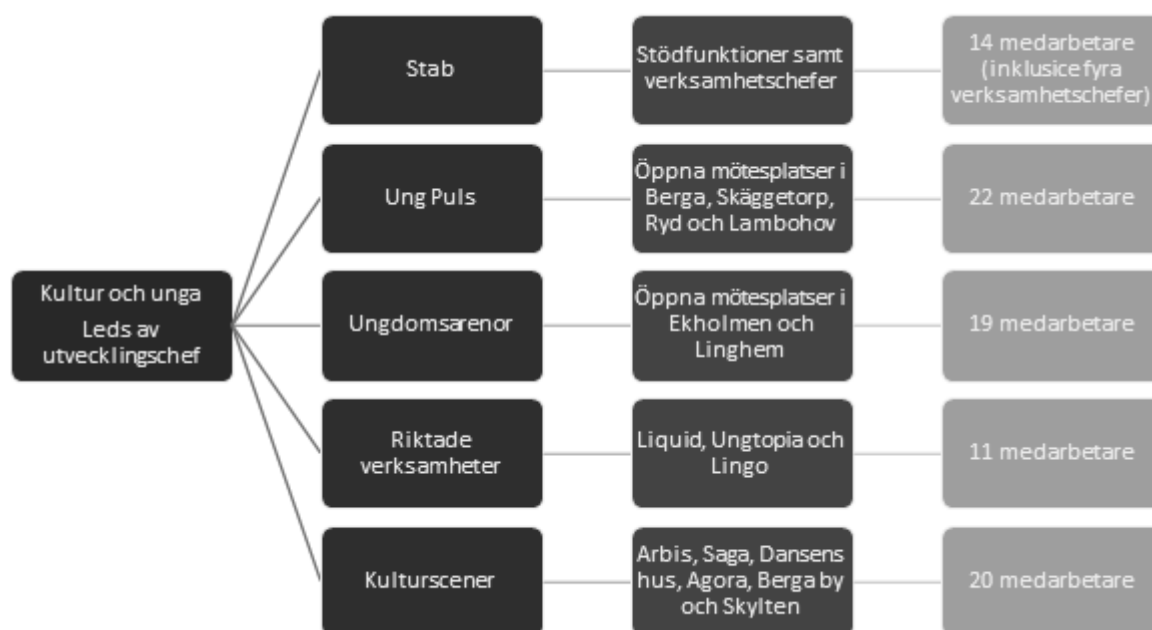 Kultur och unga
Leds av
utvecklingschef
Stab
Stödfunktioner samt
verksamhetschefer
14 medarbetare
(inklusice fyra
verksamhetschefer)
Ung Puls
Öppna mötesplatser i
Berga, Skäggetorp,
Ryd och Lambohov
22 medarbetare
Ungdomsarenor
Öppna mötesplatser i
Ekholmen och
Linghem
19 medarbetare
Riktade
verksamheter
Liquid, Ungtopia och
Lingo
11 medarbetare
Kulturscener
Arbis, Saga, Dansens
hus, Agora, Berga by
och Skylten
20 medarbetare